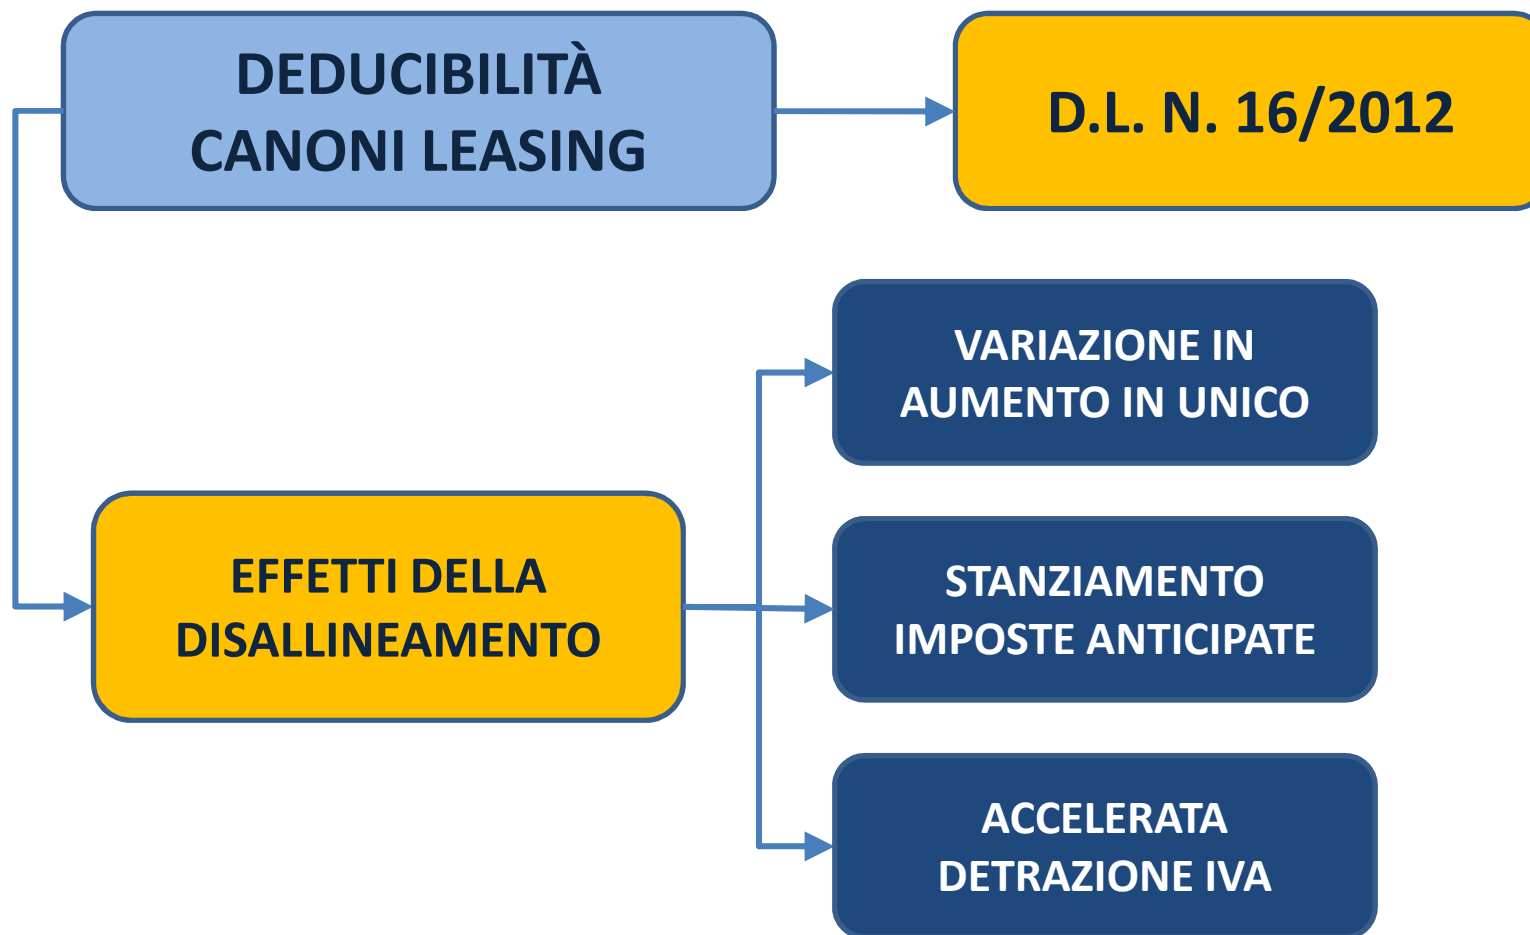 DEDUCIBILITÀ
CANONI LEASING
D.L. N. 16/2012
VARIAZIONE IN
AUMENTO IN UNICO
EFFETTI DELLA
DISALLINEAMENTO
STANZIAMENTO
IMPOSTE ANTICIPATE
ACCELERATA
DETRAZIONE IVA